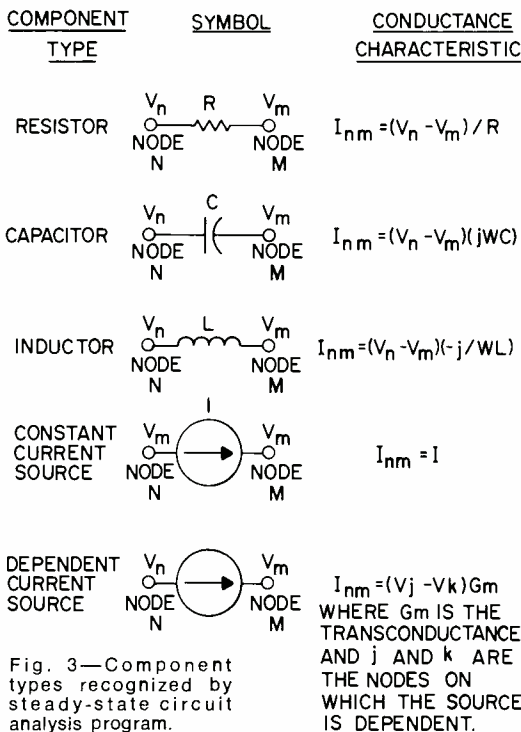 COMPONENT TYPE SYMBOL CONDUCTANCE CHARACTERISTIC
RESISTOR
Vn R Vm
NODE N NODE M
Inm = (Vn - Vm) / R
CAPACITOR
Vn C Vm
NODE N NODE M
Inm = (Vn - Vm)(jWC)
INDUCTOR
Vn L Vm
NODE N NODE M
Inm = (Vn - Vm)(-j/WL)
CONSTANT
CURRENT
SOURCE
I
Vm Vm
NODE N NODE M
Inm = I
DEPENDENT
CURRENT
SOURCE
Vn Vm
NODE N NODE M
Inm = (Vj - Vk)Gm
WHERE Gm IS THE
TRANSCONDUCTANCE
AND j AND k ARE
THE NODES ON
WHICH THE SOURCE
IS DEPENDENT.
Fig. 3—Component
types recognized by
steady-state circuit
analysis program.